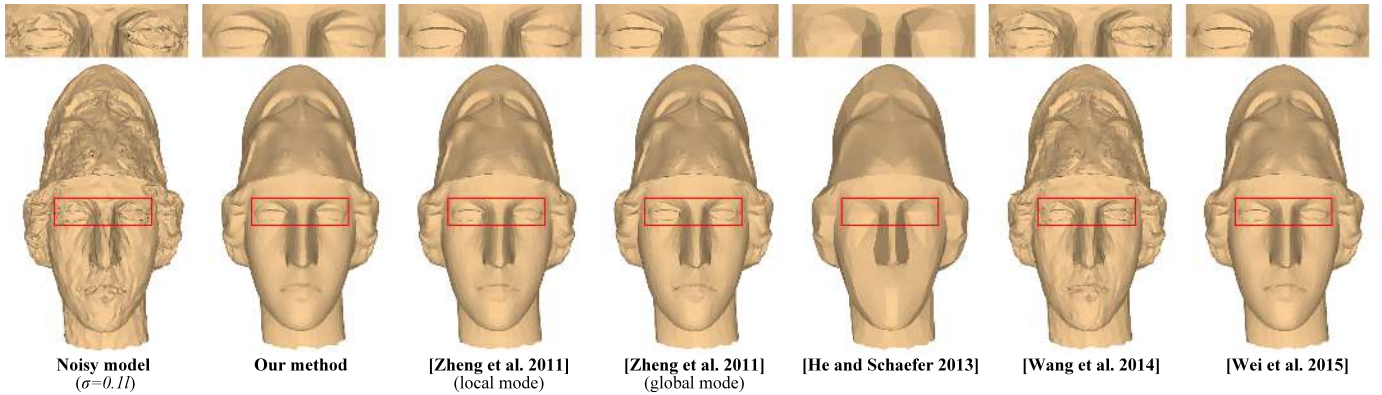 Noisy model
(σ=0.1l)
Our method
[Zheng et al. 2011]
(local mode)
[Zheng et al. 2011]
(global mode)
[He and Schaefer 2013]
[Wang et al. 2014]
[Wei et al. 2015]